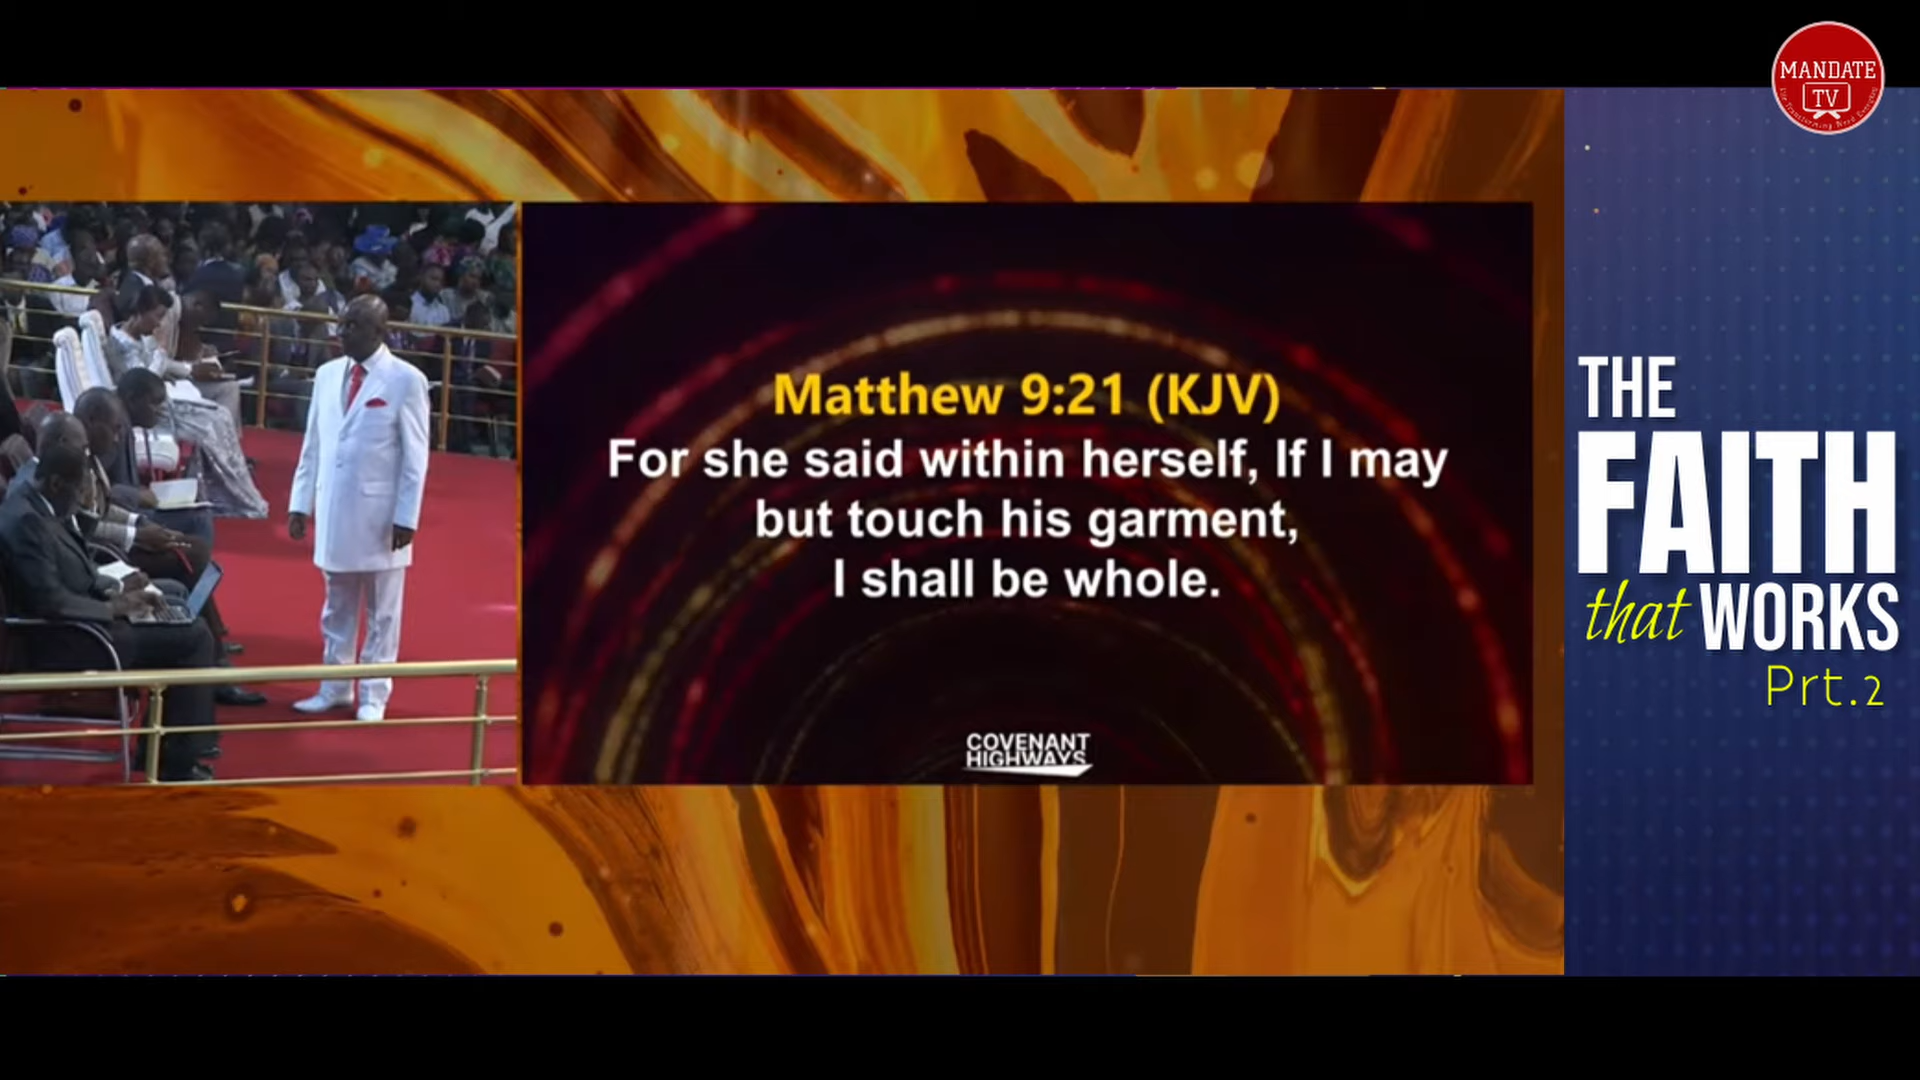 MANDATE
TV
Matthew 9:21 (KJV)
For she said within herself, If I may
but touch his garment,
I shall be whole.
COVENANT
HIGHWAYS
THE
FAITH
that WORKS
Prt.2